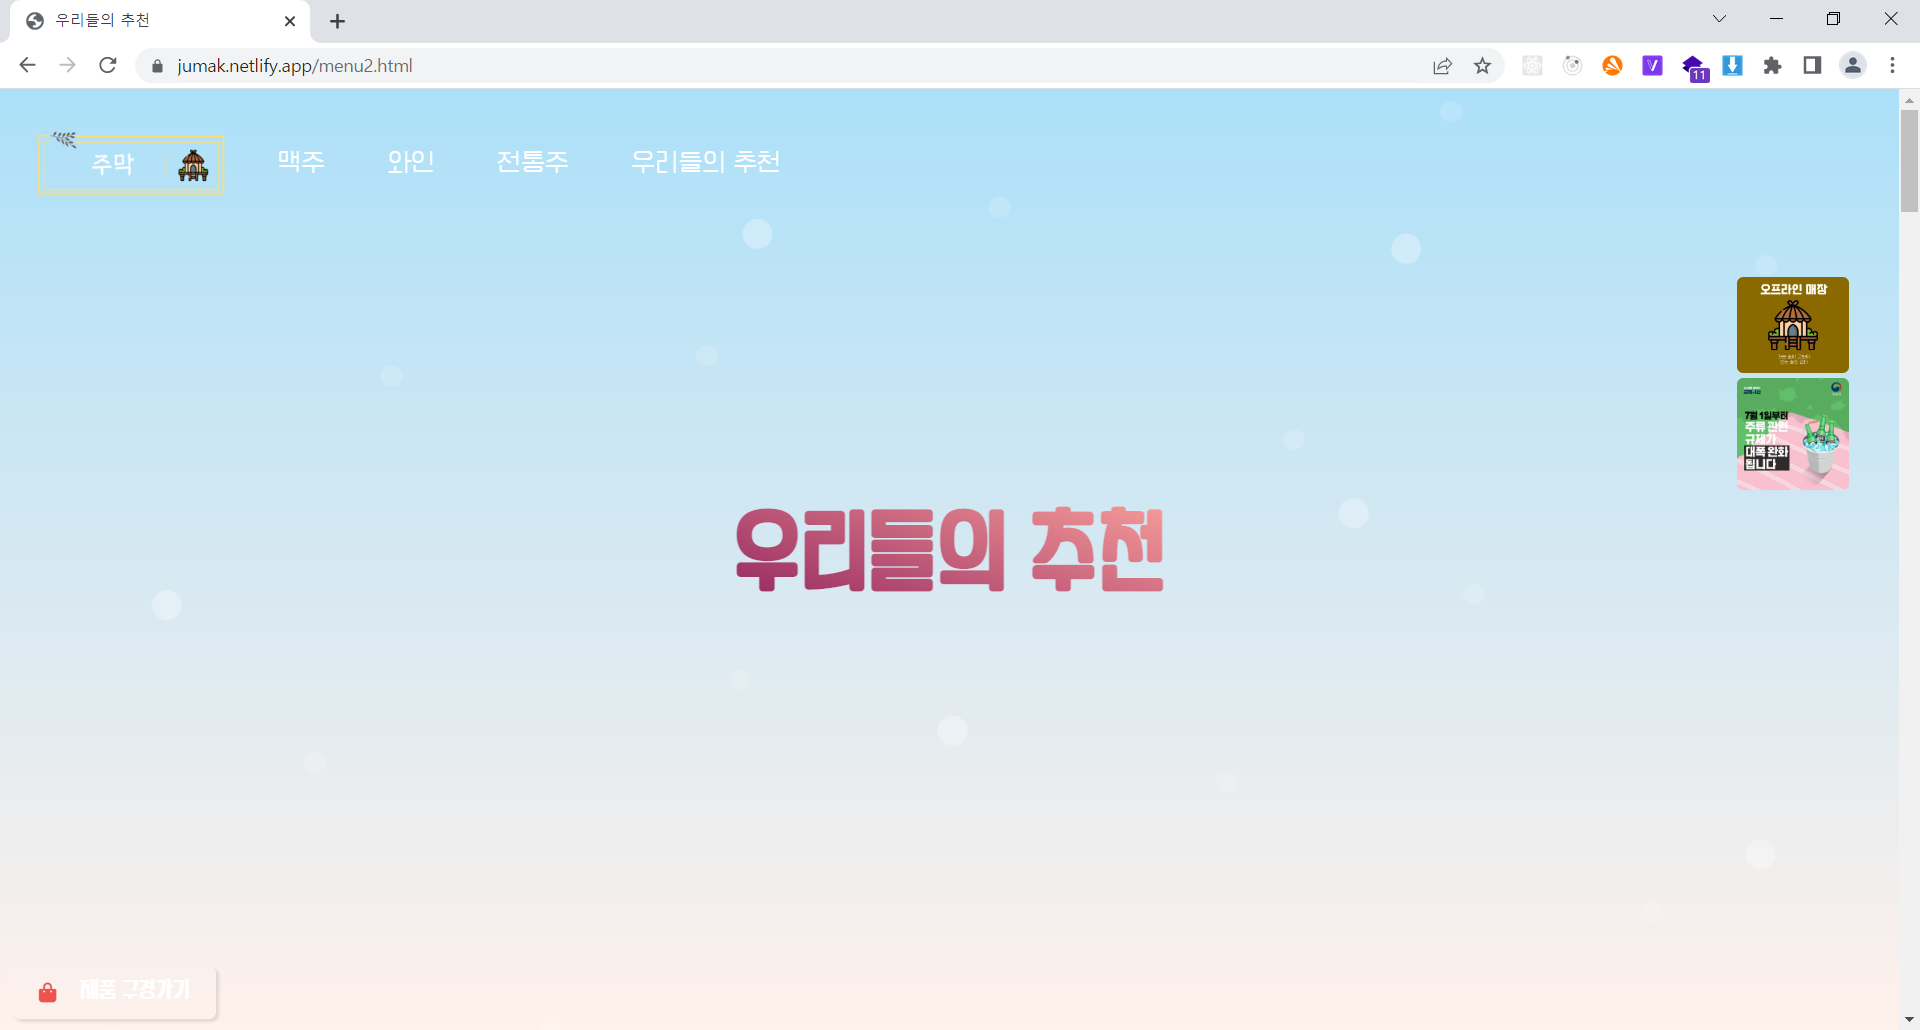 우리들의 추천
jumak.netlify.app/menu2.html
11
주막
맥주
와인
전통주
우리들의 추천
오프라인 매장
7월 1일부터
주류 관련
규제가
대폭 완화
됩니다
우리들의 추천
제품 구경가기